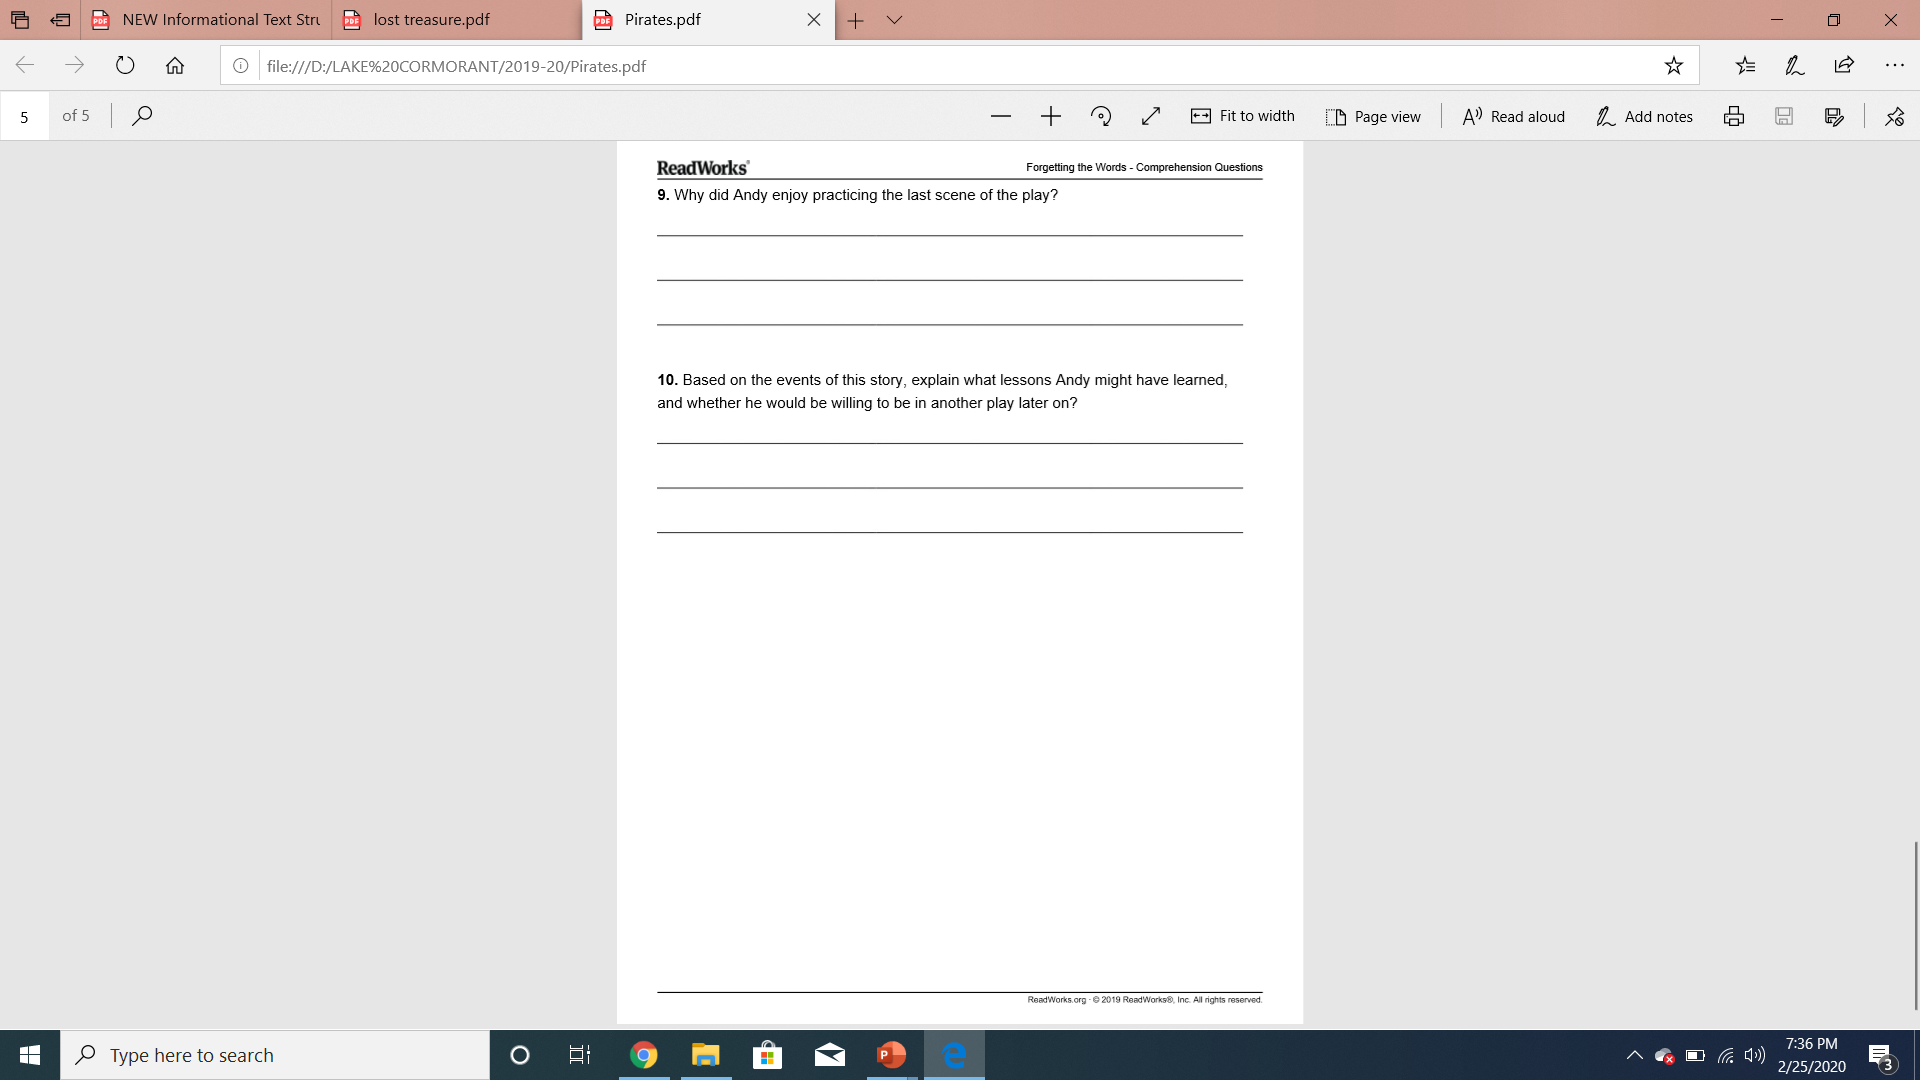 NEW Informational Text Stru
lost treasure.pdf
Pirates.pdf
file:///D:/LAKE%20CORMORANT/2019-20/Pirates.pdf
5 of 5
Fit to width
Page view
Read aloud
Add notes
ReadWorks®
Forgetting the Words - Comprehension Questions
9. Why did Andy enjoy practicing the last scene of the play?
10. Based on the events of this story, explain what lessons Andy might have learned,
and whether he would be willing to be in another play later on?
ReadWorks.org · © 2019 ReadWorks®, Inc. All rights reserved.
Type here to search
7:36 PM
2/25/2020
3